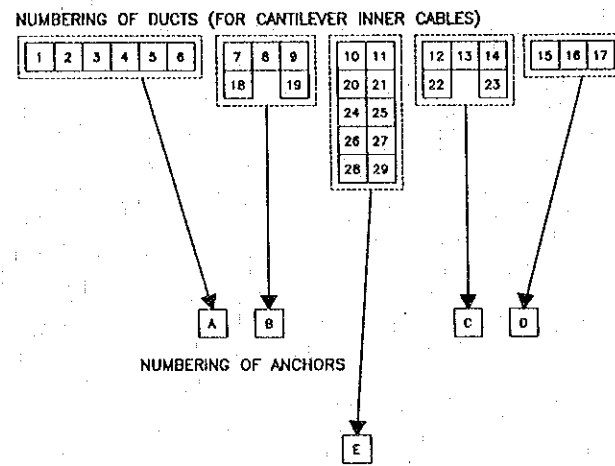 NUMBERING OF DUCTS (FOR CANTILEVER INNER CABLES)
1 2 3 4 5 6 7 8 9 10 11 12 13 14 15 16 17
18 19 20 21 22 23
24 25
26 27
28 29
A B C D
NUMBERING OF ANCHORS
E